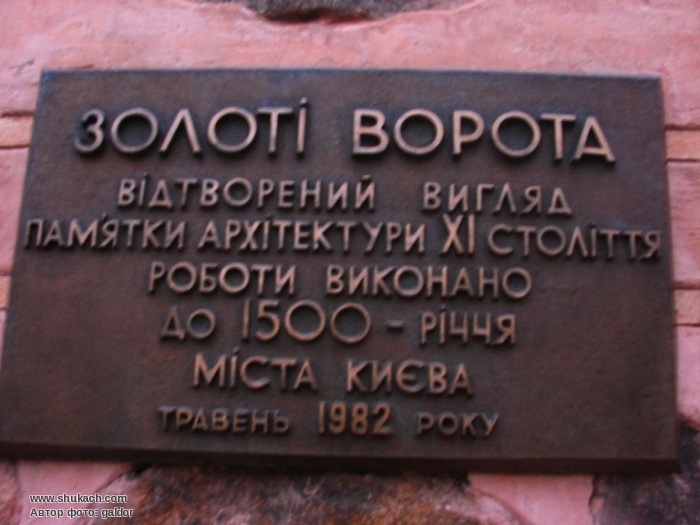 ЗОЛОТІ ВОРОТА
ВІДТВОРЕНИЙ ВИГЛЯД
ПАМ'ЯТКИ АРХІТЕКТУРИ XI СТОЛІТТЯ
РОБОТИ ВИКОНАНО
ДО 1500 - РІЧЧЯ
МІСТА КИЄВА
ТРАВЕНЬ 1982 РОКУ
www.shukach.com
Автор фото: galdor